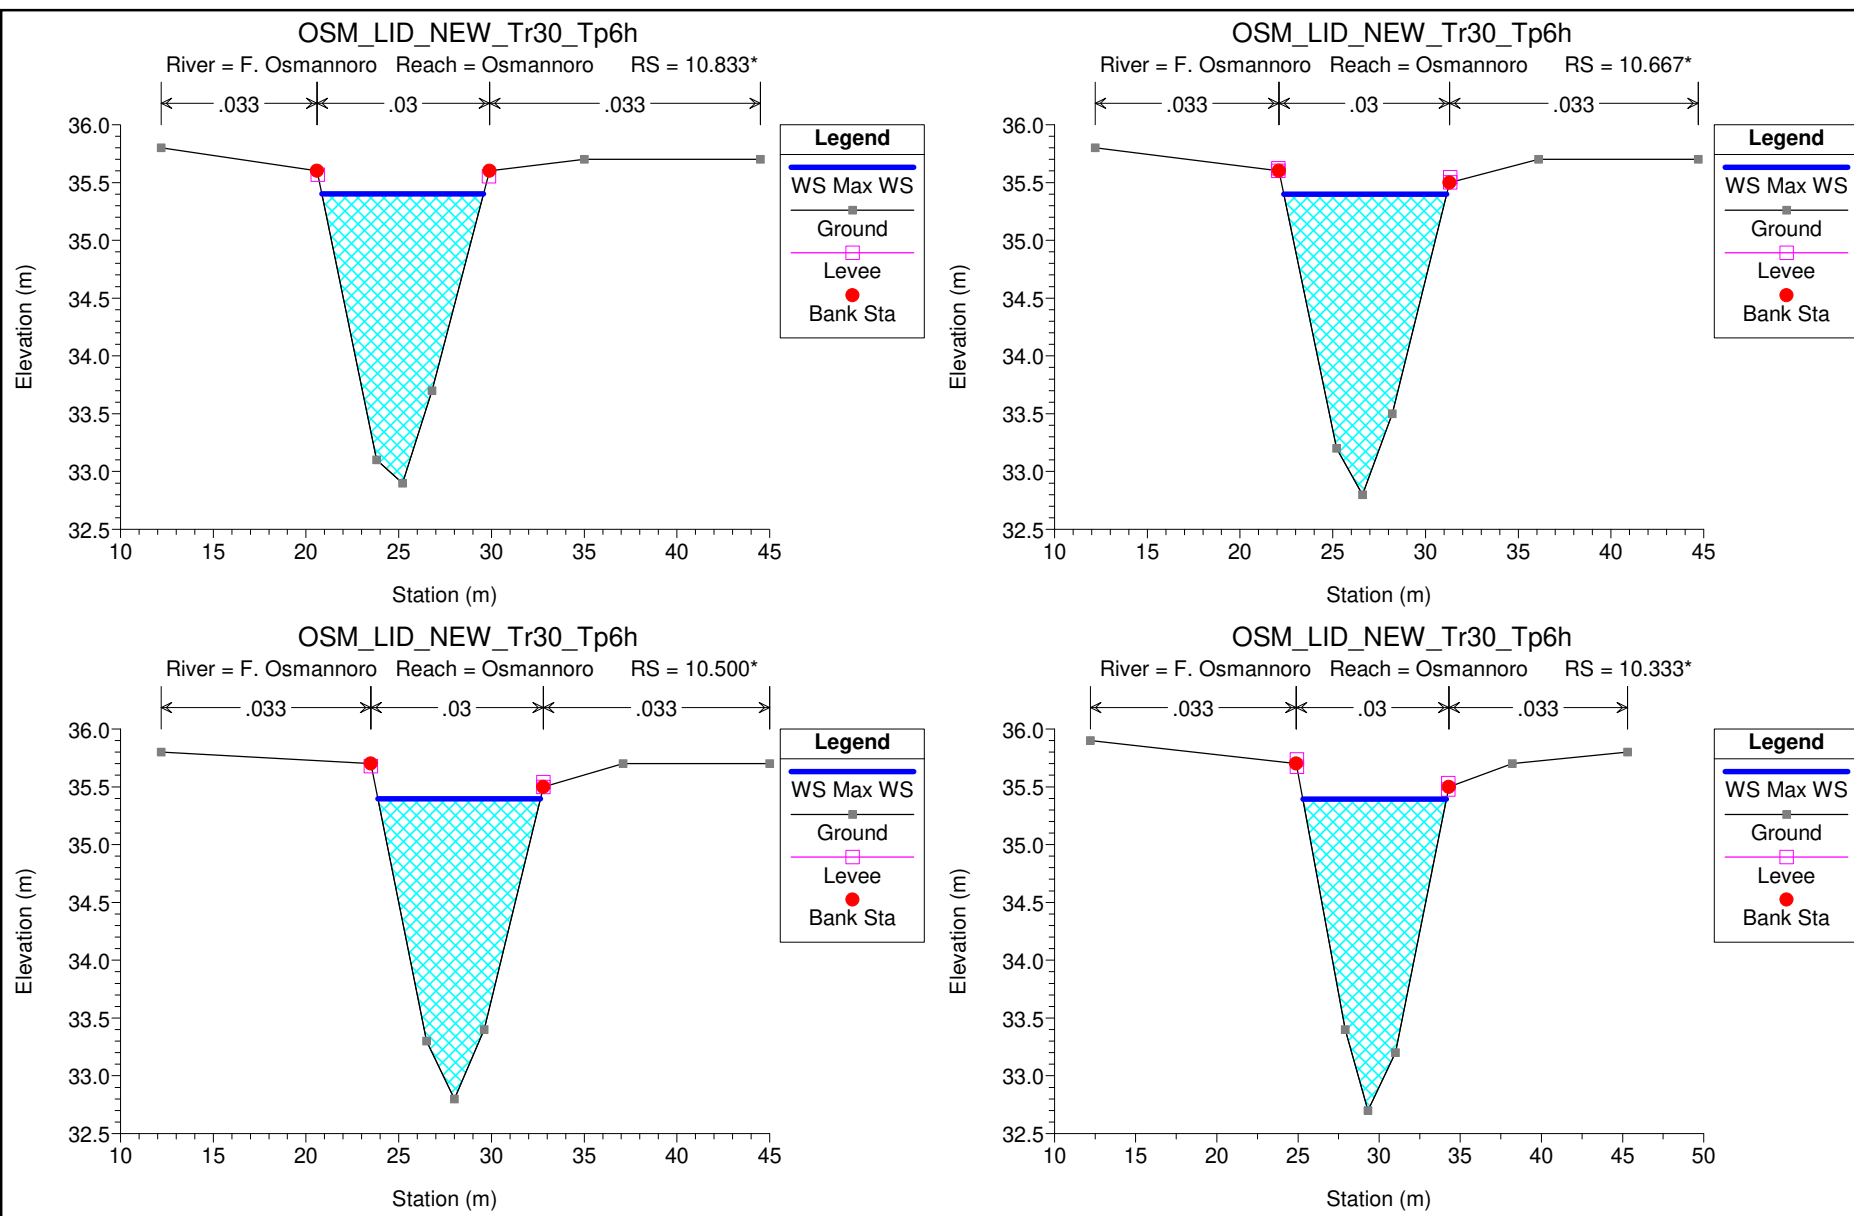 OSM_LID_NEW_Tr30_Tp6h
River = F. Osmannoro Reach = Osmannoro RS = 10.833*
.033 .03 .033
36.0
35.5
35.0
34.5
34.0
33.5
33.0
32.5
10 15 20 25 30 35 40 45
Station (m)
Elevation (m)
Legend
WS Max WS
Ground
Levee
Bank Sta
OSM_LID_NEW_Tr30_Tp6h
River = F. Osmannoro Reach = Osmannoro RS = 10.667*
.033 .03 .033
36.0
35.5
35.0
34.5
34.0
33.5
33.0
32.5
10 15 20 25 30 35 40 45
Station (m)
Elevation (m)
Legend
WS Max WS
Ground
Levee
Bank Sta
OSM_LID_NEW_Tr30_Tp6h
River = F. Osmannoro Reach = Osmannoro RS = 10.500*
.033 .03 .033
36.0
35.5
35.0
34.5
34.0
33.5
33.0
32.5
10 15 20 25 30 35 40 45
Station (m)
Elevation (m)
Legend
WS Max WS
Ground
Levee
Bank Sta
OSM_LID_NEW_Tr30_Tp6h
River = F. Osmannoro Reach = Osmannoro RS = 10.333*
.033 .03 .033
36.0
35.5
35.0
34.5
34.0
33.5
33.0
32.5
10 15 20 25 30 35 40 45 50
Station (m)
Elevation (m)
Legend
WS Max WS
Ground
Levee
Bank Sta